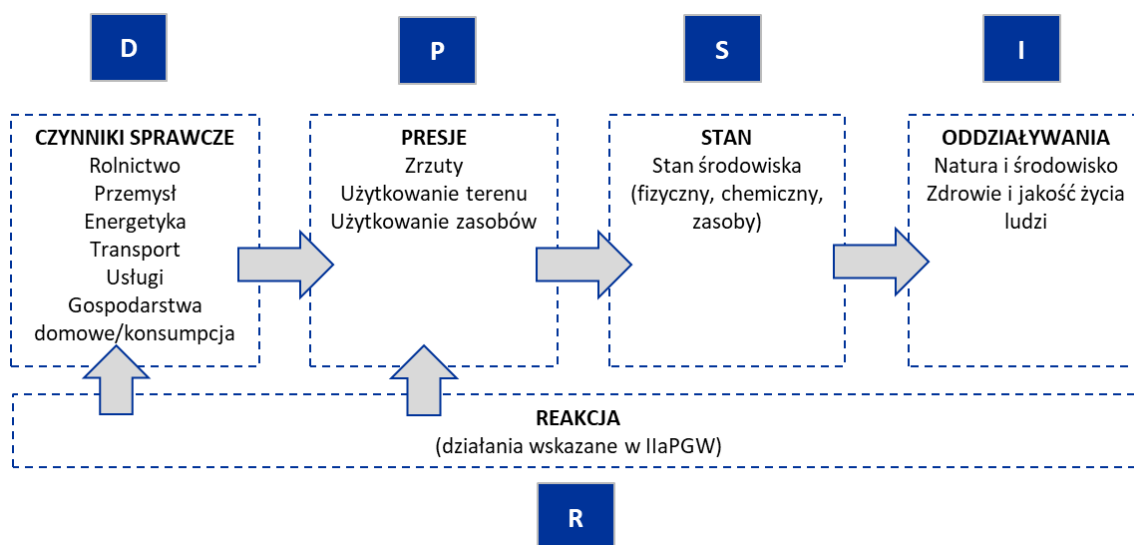 D
P
S
I
CZYNNIKI SPRAWCZE
Rolnictwo
Przemysł
Energetyka
Transport
Usługi
Gospodarstwa
domowe/konsumpcja
PRESJE
Zrzuty
Użytkowanie terenu
Użytkowanie zasobów
STAN
Stan środowiska
(fizyczny, chemiczny,
zasoby)
ODDZIAŁYWANIA
Natura i środowisko
Zdrowie i jakość życia
ludzi
REAKCJA
(działania wskazane w IIaPGW)
R